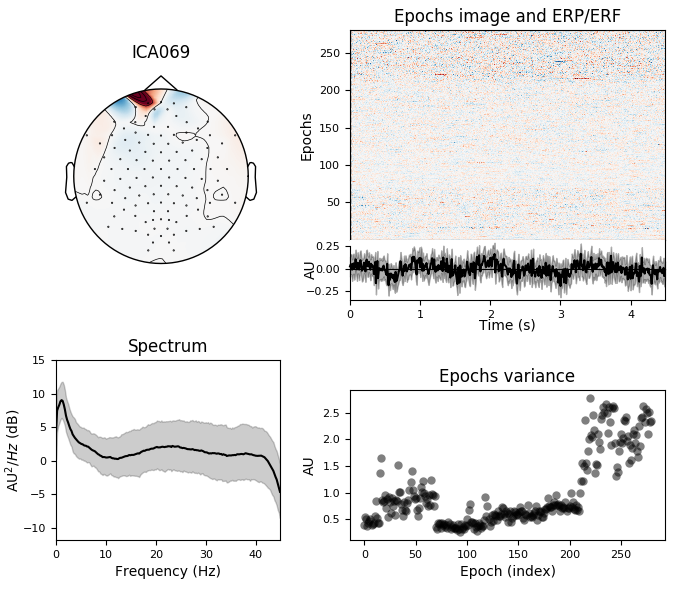 ICA069
Epochs image and ERP/ERF
Epochs
250
200
150
100
50
AU
0.25
0.00
−0.25
0 1 2 3 4
Time (s)
Spectrum
AU²/Hz (dB)
15
10
5
0
−5
−10
0 20 40
Frequency (Hz)
Epochs variance
AU
2.5
2.0
1.5
1.0
0.5
0 50 100 150 200 250
Epoch (index)